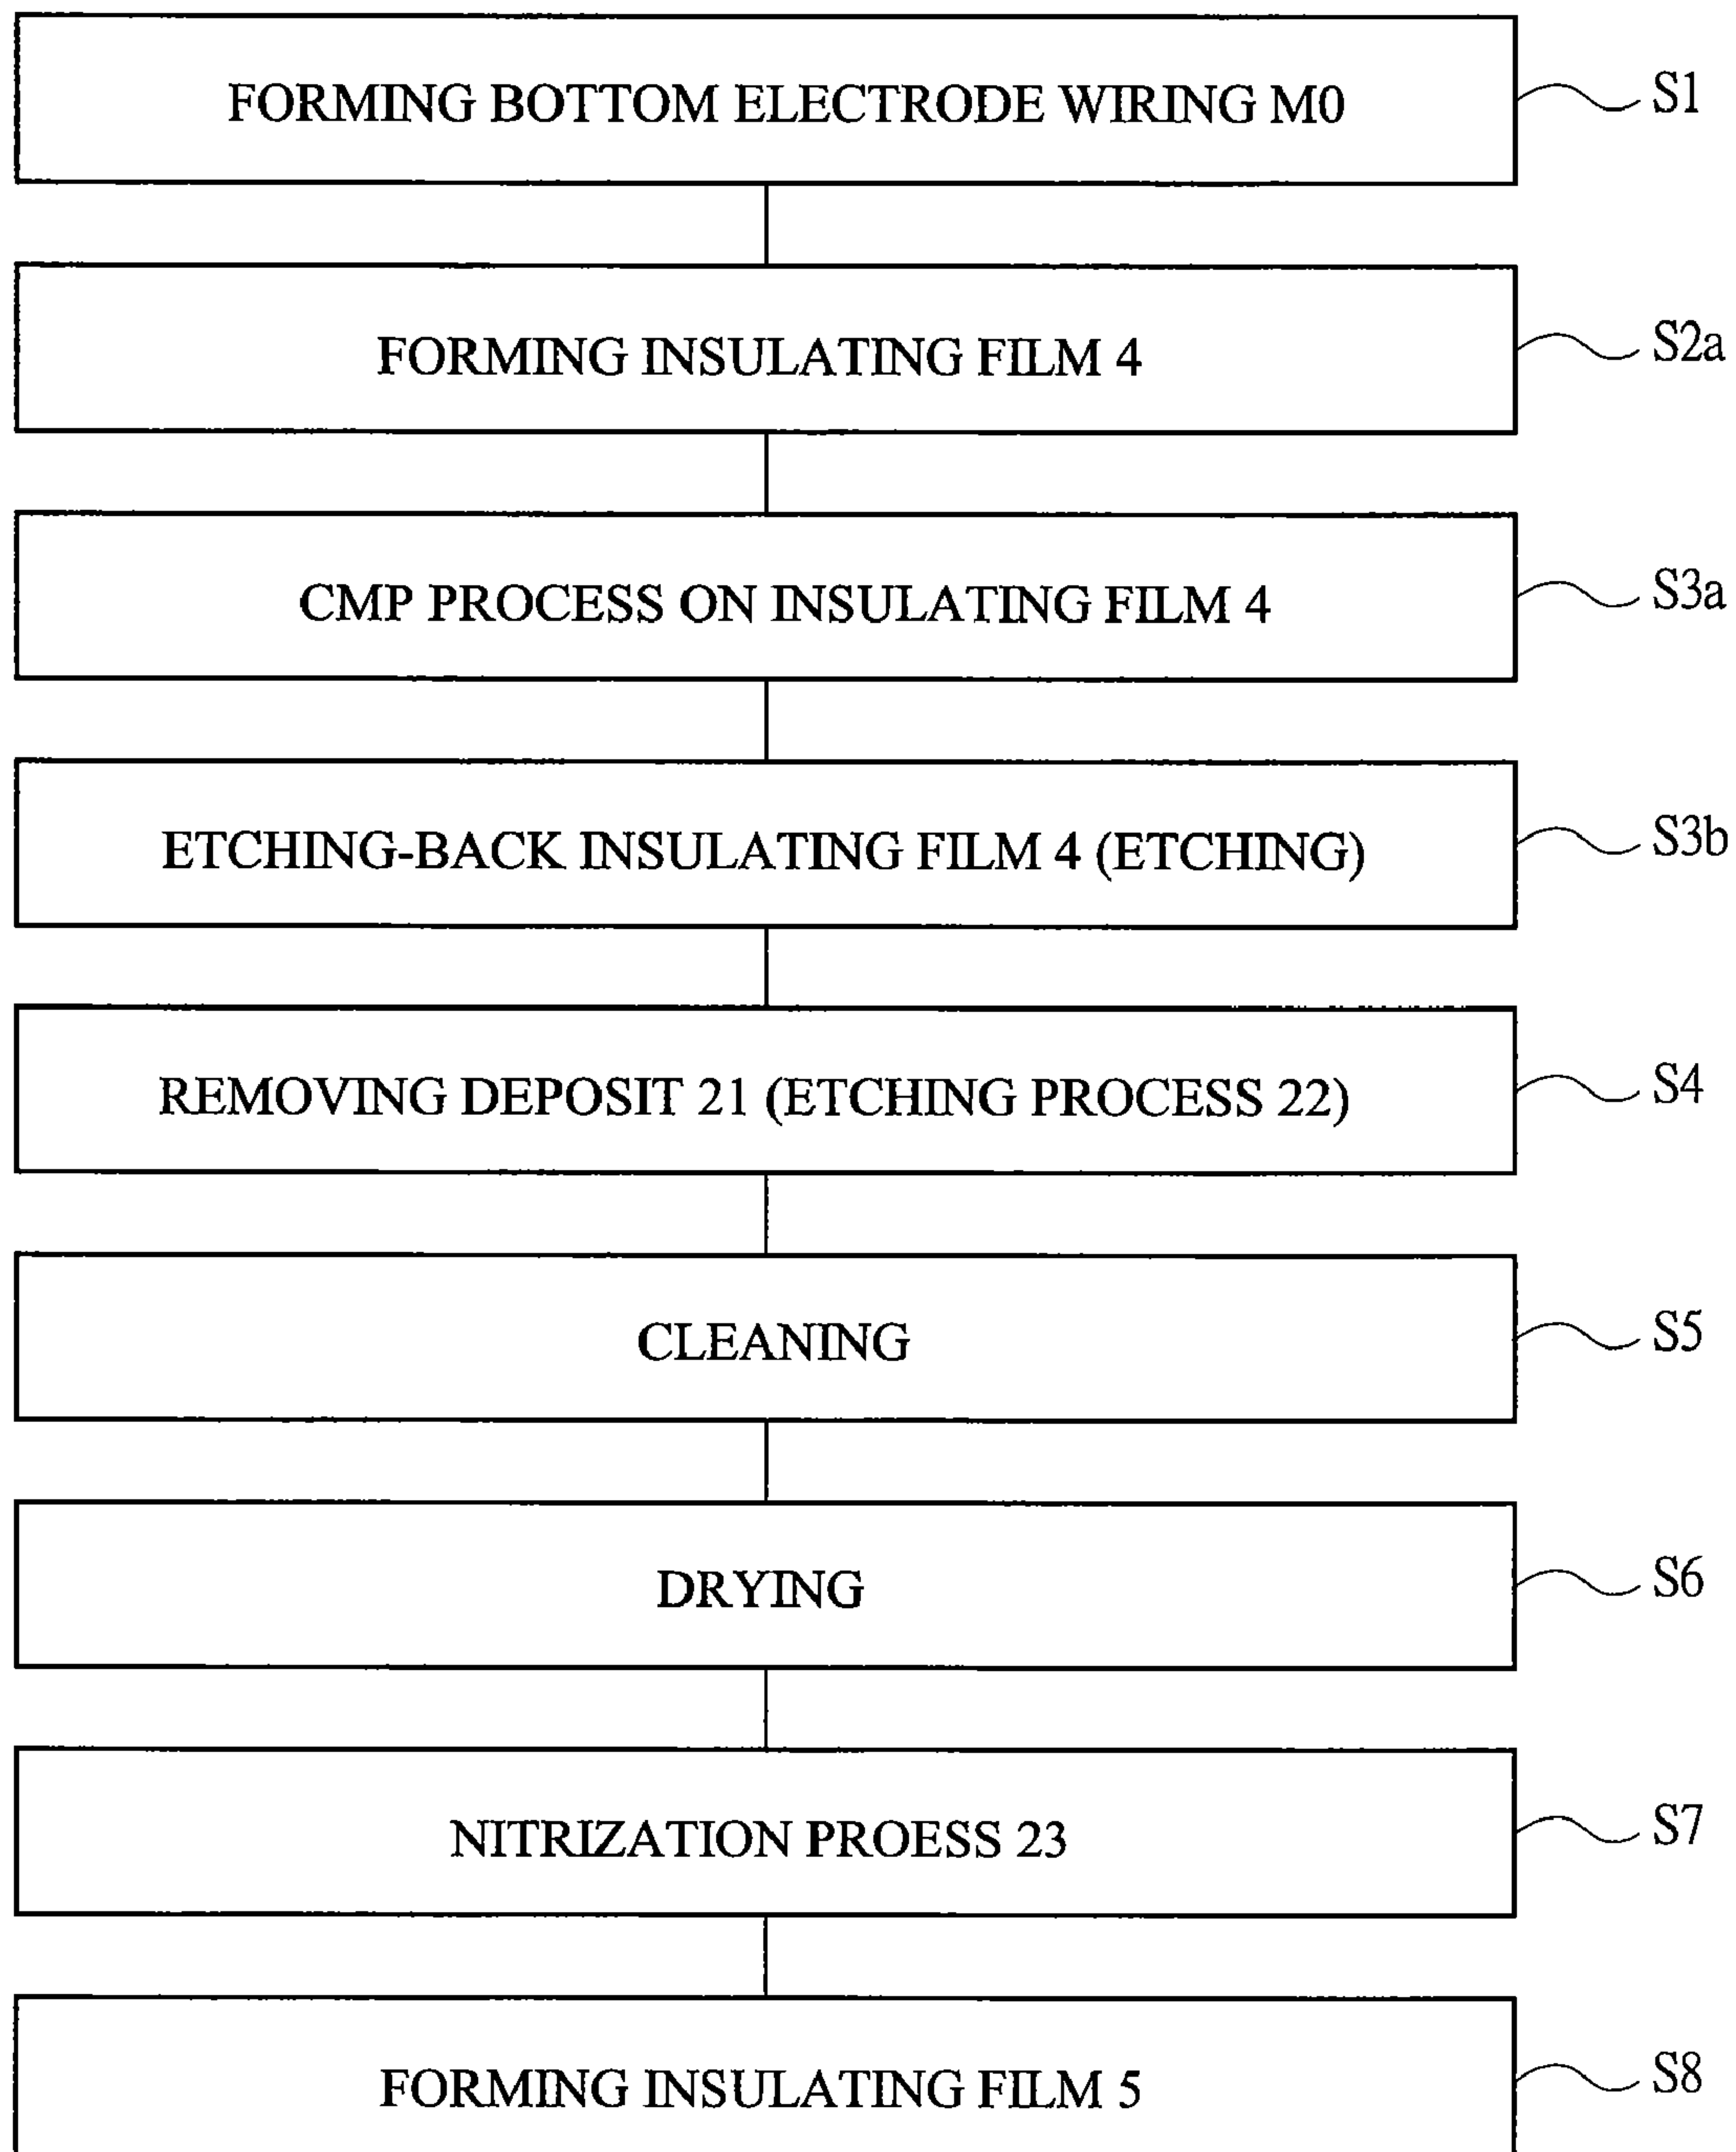 FORMING BOTTOM ELECTRODE WIRING M0 S1
FORMING INSULATING FILM 4 S2a
CMP PROCESS ON INSULATING FILM 4 S3a
ETCHING-BACK INSULATING FILM 4 (ETCHING) S3b
REMOVING DEPOSIT 21 (ETCHING PROCESS 22) S4
CLEANING S5
DRYING S6
NITRIZATION PROESS 23 S7
FORMING INSULATING FILM 5 S8